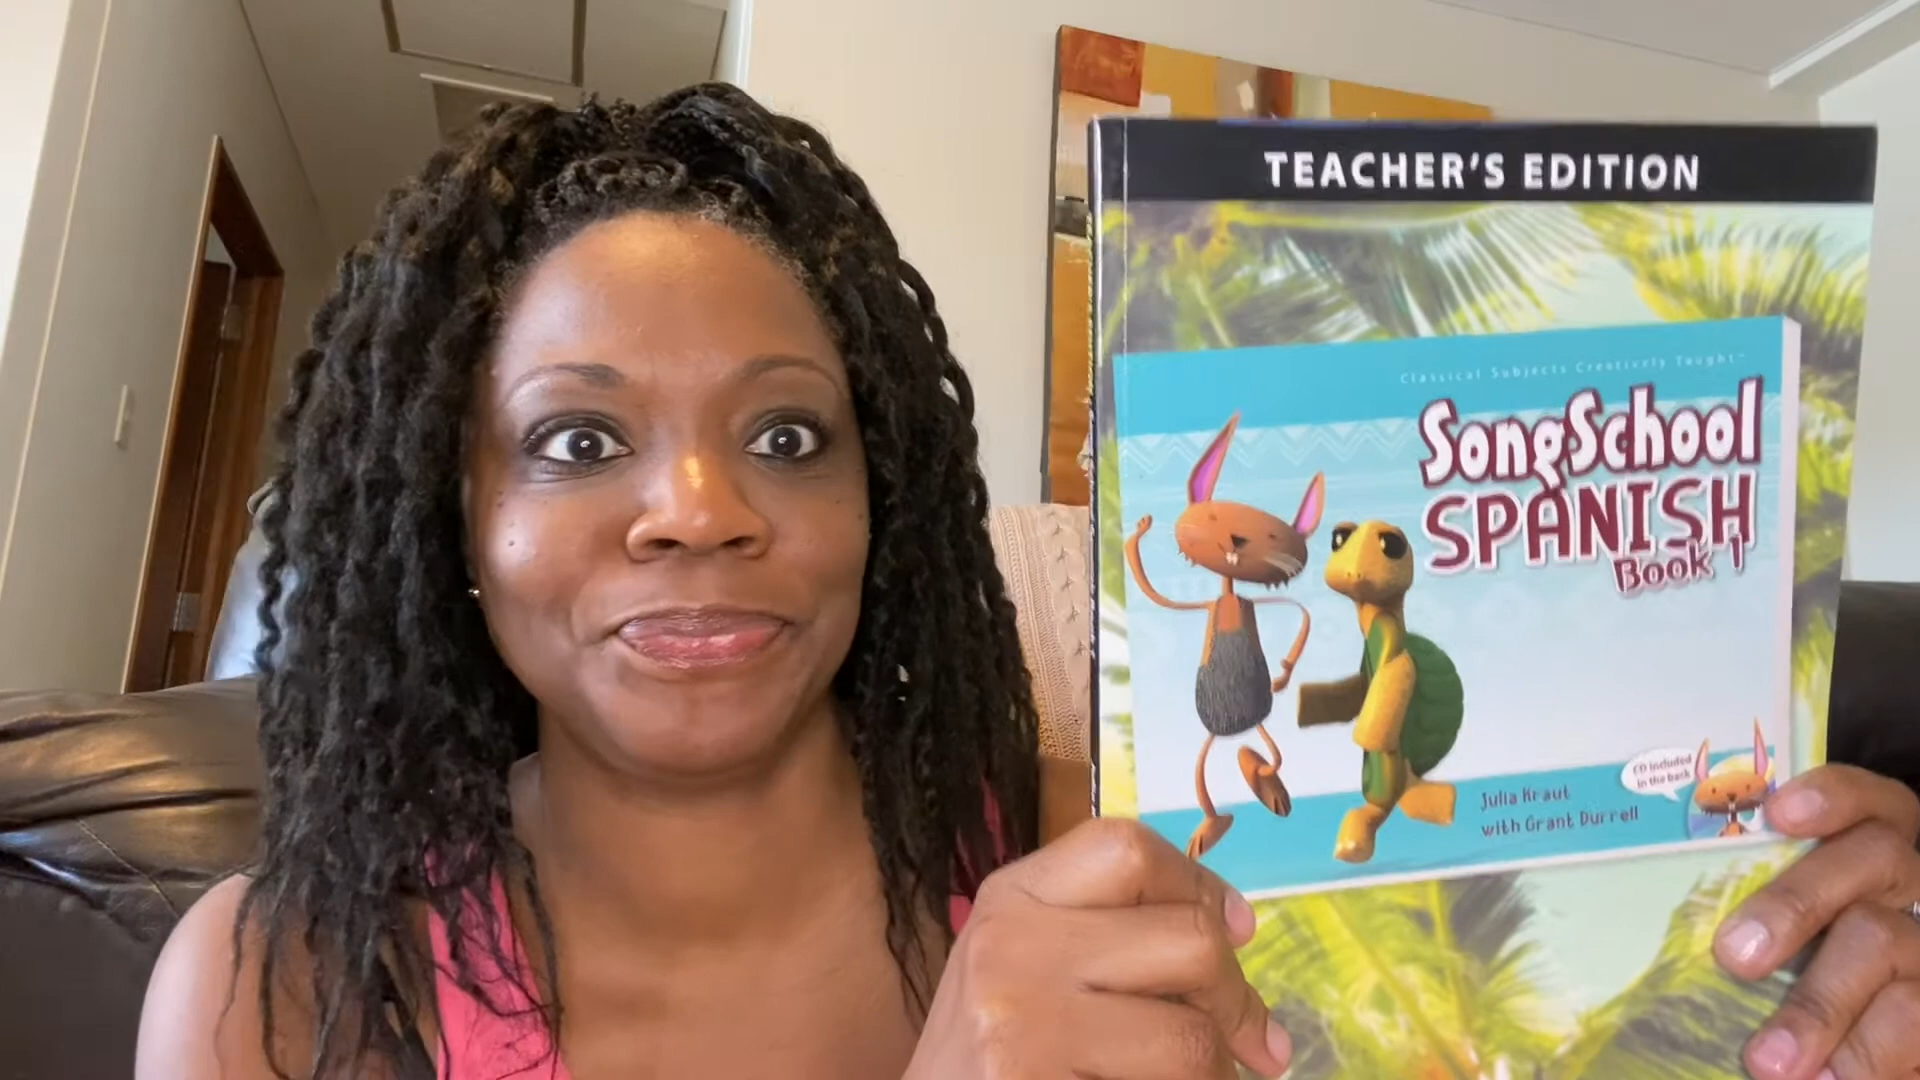 TEACHER'S EDITION
Classical Subjects Creatively Taught™
SongSchool
SPANISH
Book 1
CD included
in the back
Julia Kraut
with Grant Durrell